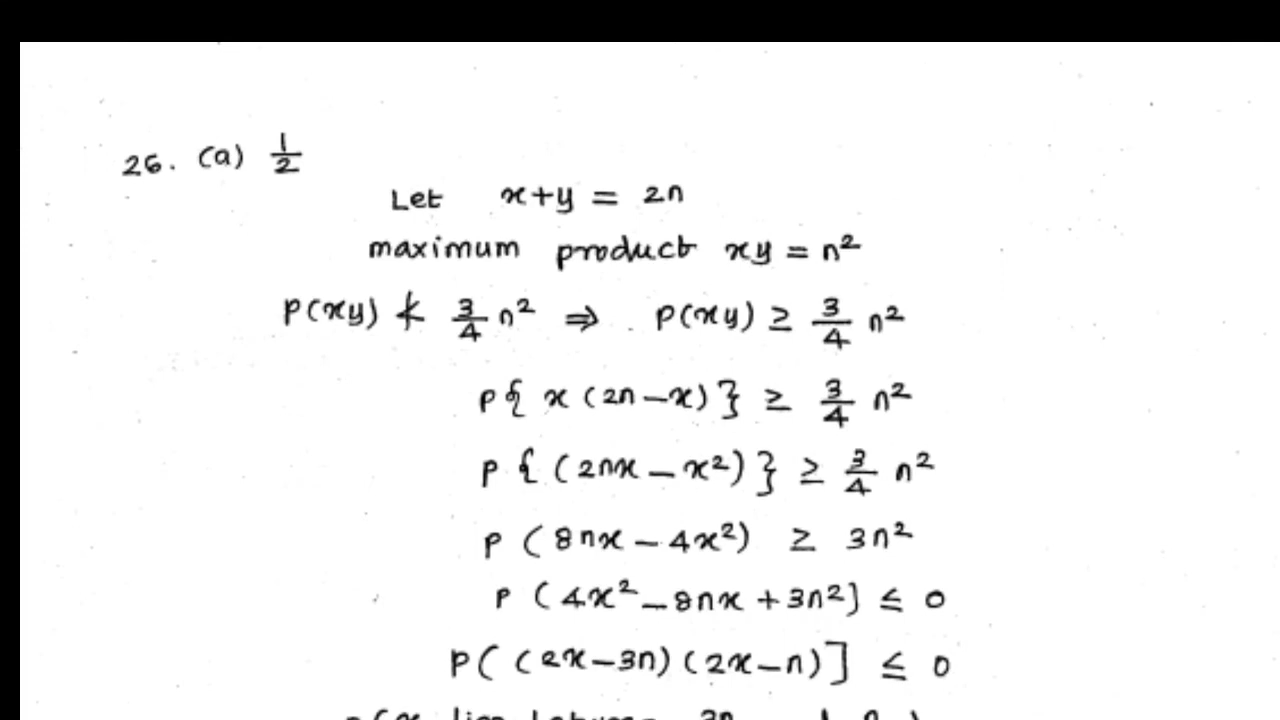 26. (a) 1/2
Let x+y = 2n
maximum product xy = n²
P(xy) ≮ 3/4 n² ⇒ P(xy) ≥ 3/4 n²
P{ x (2n-x) } ≥ 3/4 n²
P { (2nx - x²) } ≥ 3/4 n²
P (8nx - 4x²) ≥ 3n²
P (4x² - 8nx + 3n²) ≤ 0
P( (2x-3n) (2x-n) ] ≤ 0